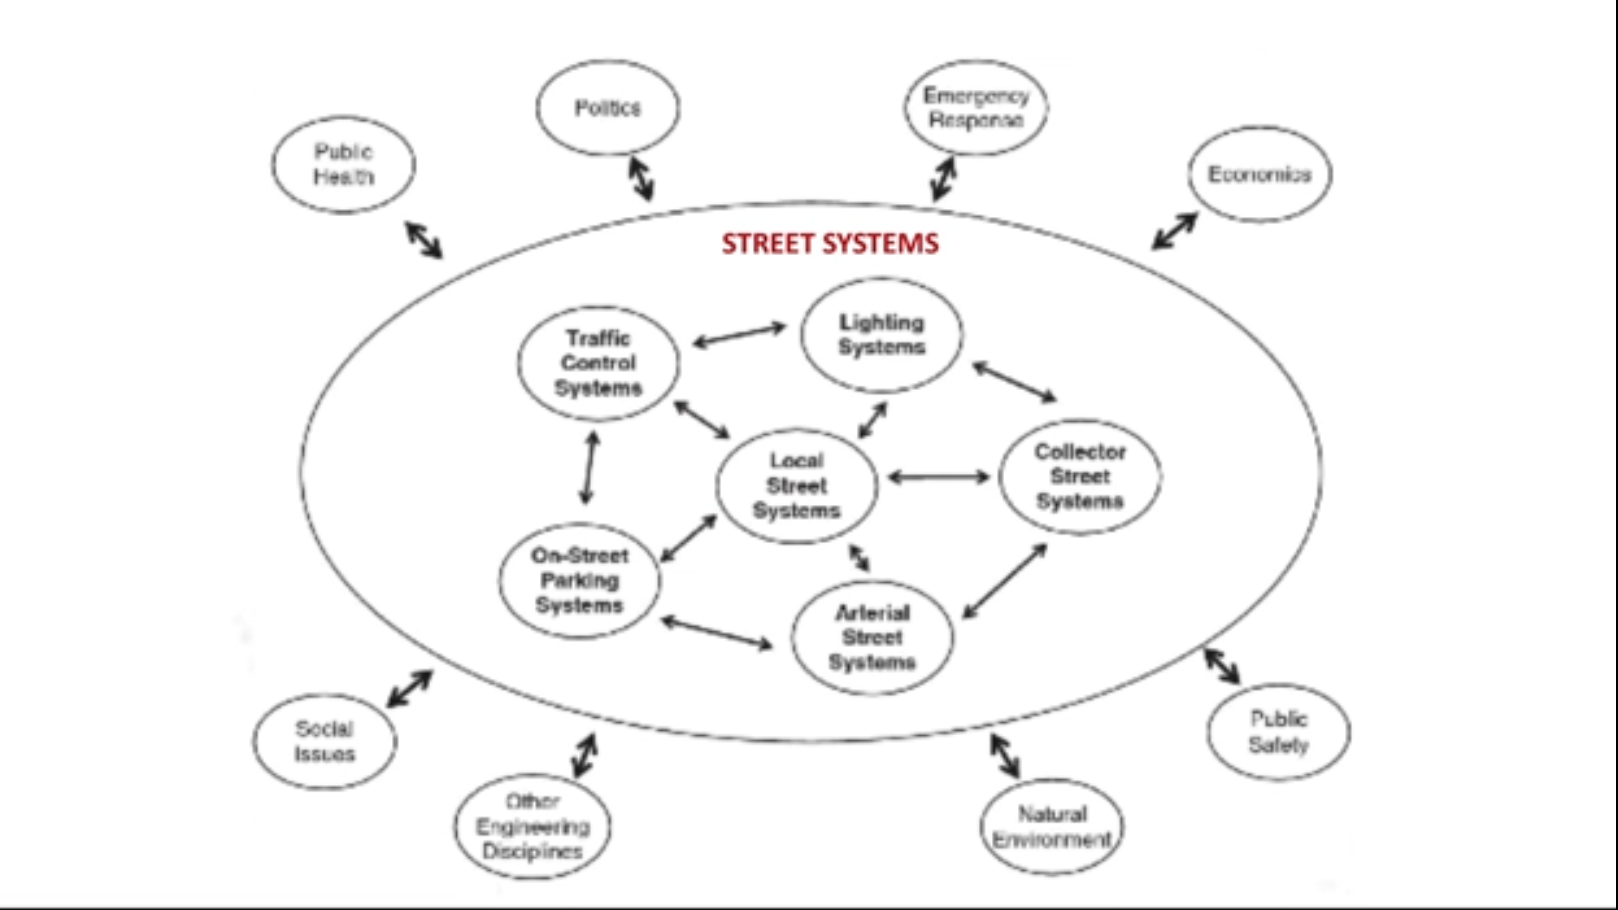 Politics
Emergency
Response
Public
Health
Economics
STREET SYSTEMS
Lighting
Systems
Traffic
Control
Systems
Local
Street
Systems
Collector
Street
Systems
On-Street
Parking
Systems
Arterial
Street
Systems
Social
Issues
Public
Safety
Other
Engineering
Disciplines
Natural
Environment